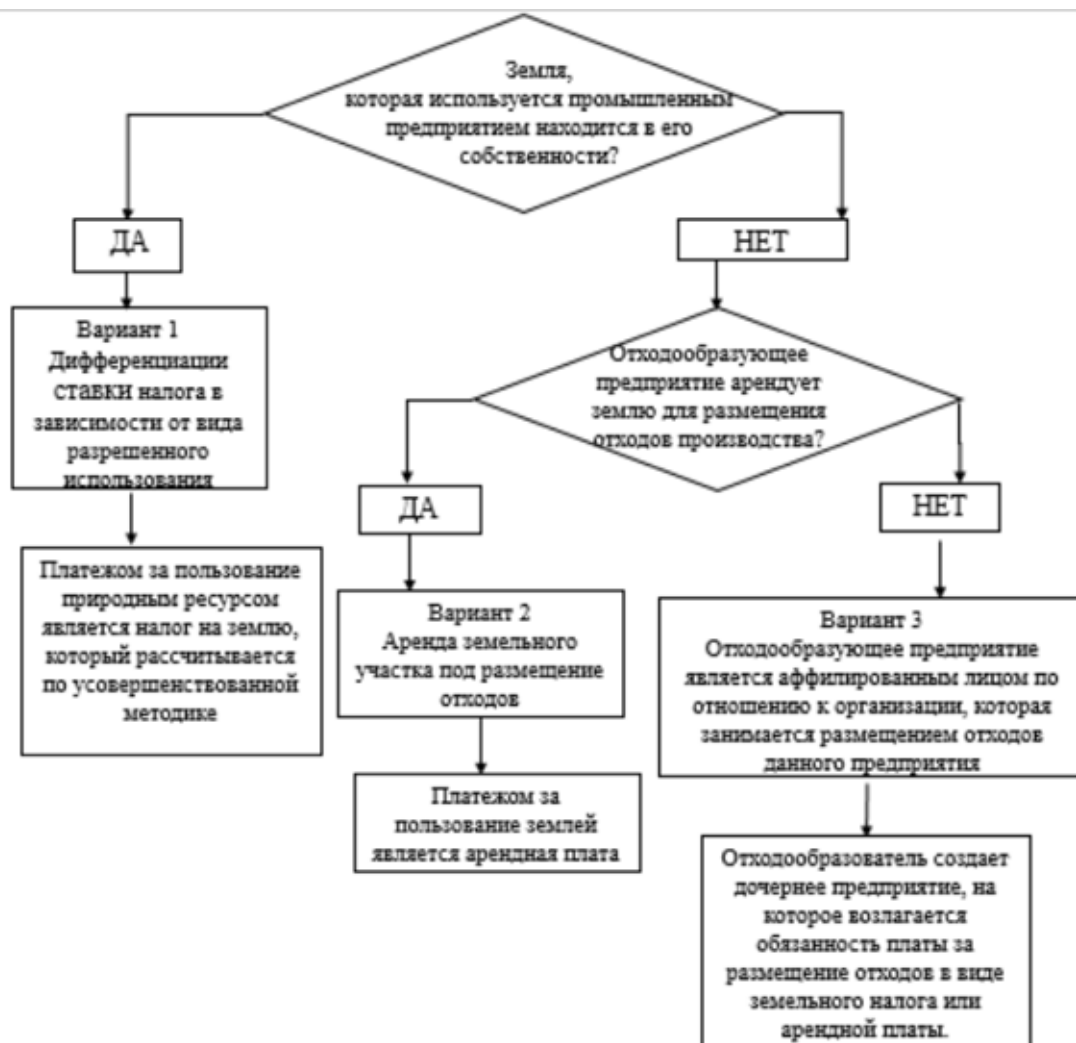 Земля,
которая используется промышленным
предприятием находится в его
собственности?
ДА
НЕТ
Вариант 1
Дифференциации
ставки налога в
зависимости от вида
разрешенного
использования
Отходообразующее
предприятие арендует
землю для размещения
отходов производства?
ДА
НЕТ
Платежом за пользование
природным ресурсом
является налог на землю,
который рассчитывается
по усовершенствованной
методике
Вариант 2
Аренда земельного
участка под размещение
отходов
Вариант 3
Отходообразующее предприятие
является аффилированным лицом по
отношению к организации, которая
занимается размещением отходов
данного предприятия
Платежом за
пользование землей
является арендная плата
Отходообразователь создает
дочернее предприятие, на
которое возлагается
обязанность платы за
размещение отходов в виде
земельного налога или
арендной платы.